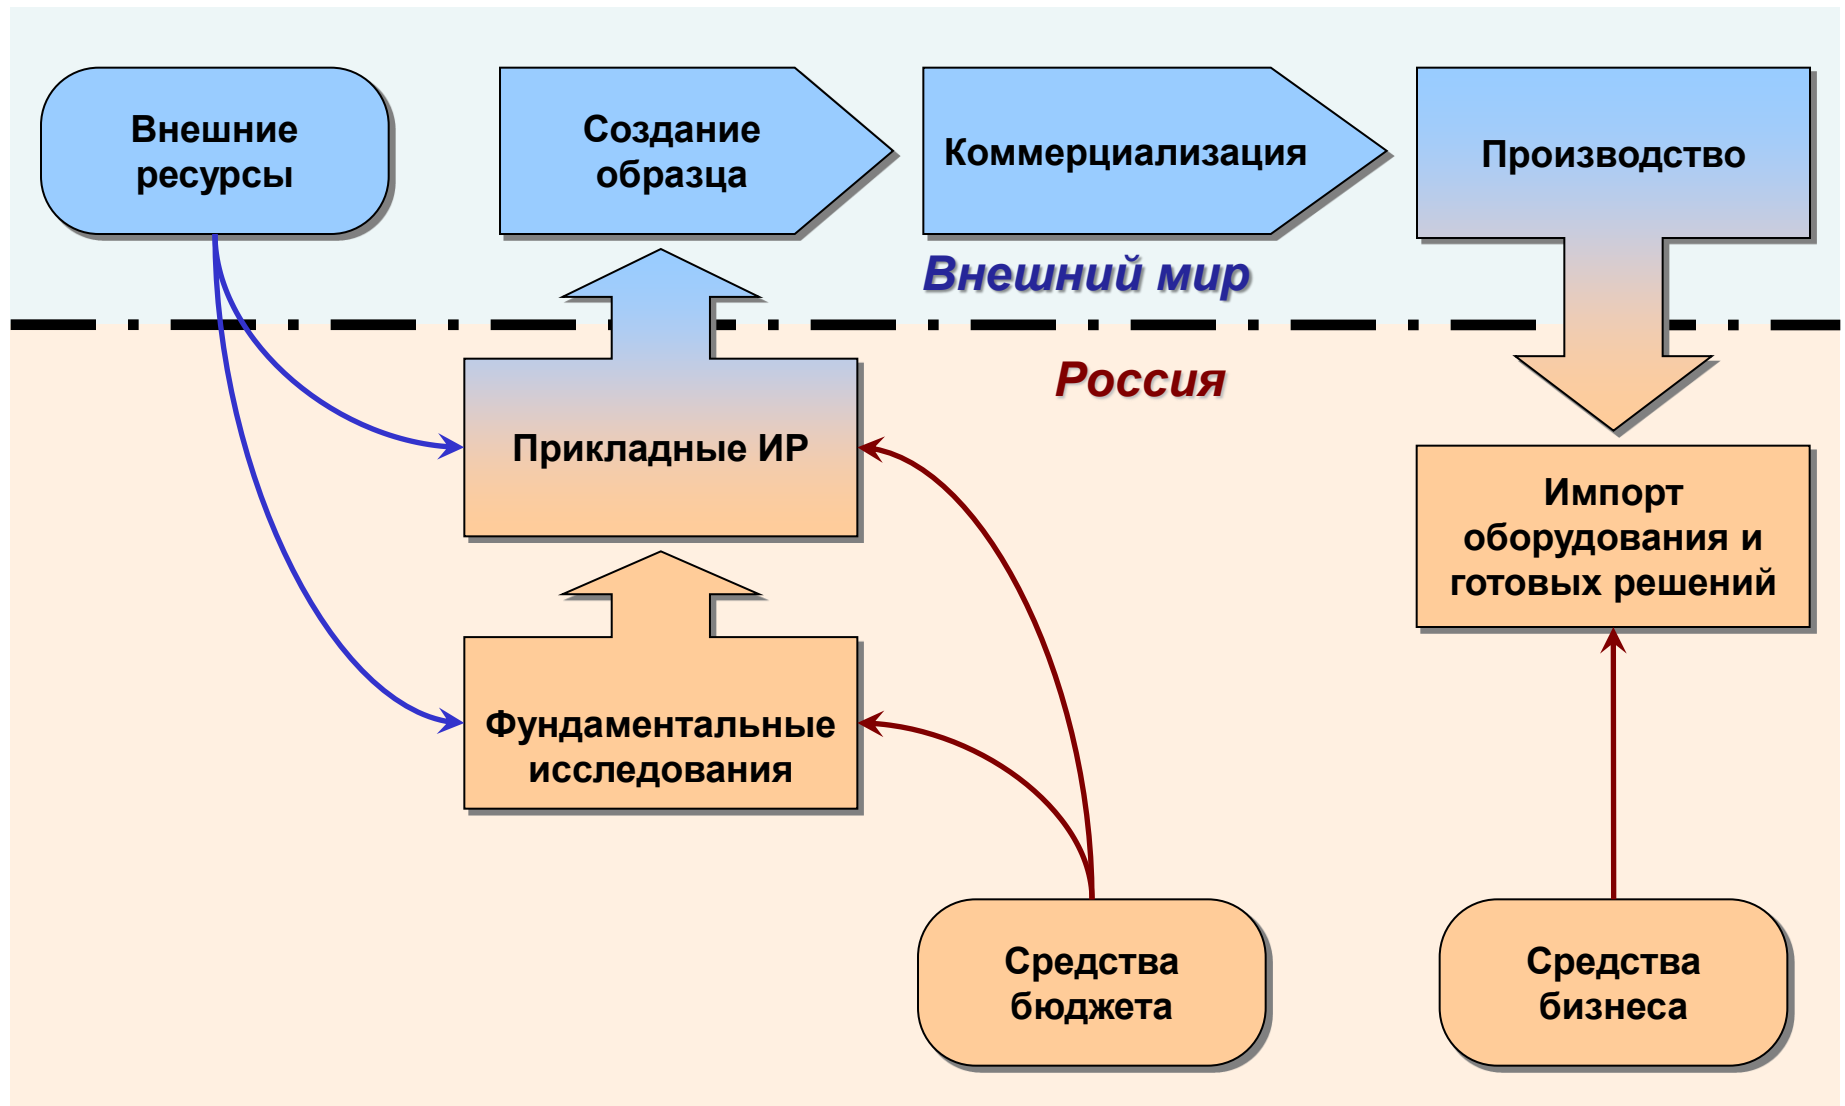 Внешние
ресурсы
Создание
образца
Коммерциализация
Производство
Внешний мир
Россия
Прикладные ИР
Импорт
оборудования и
готовых решений
Фундаментальные
исследования
Средства
бюджета
Средства
бизнеса